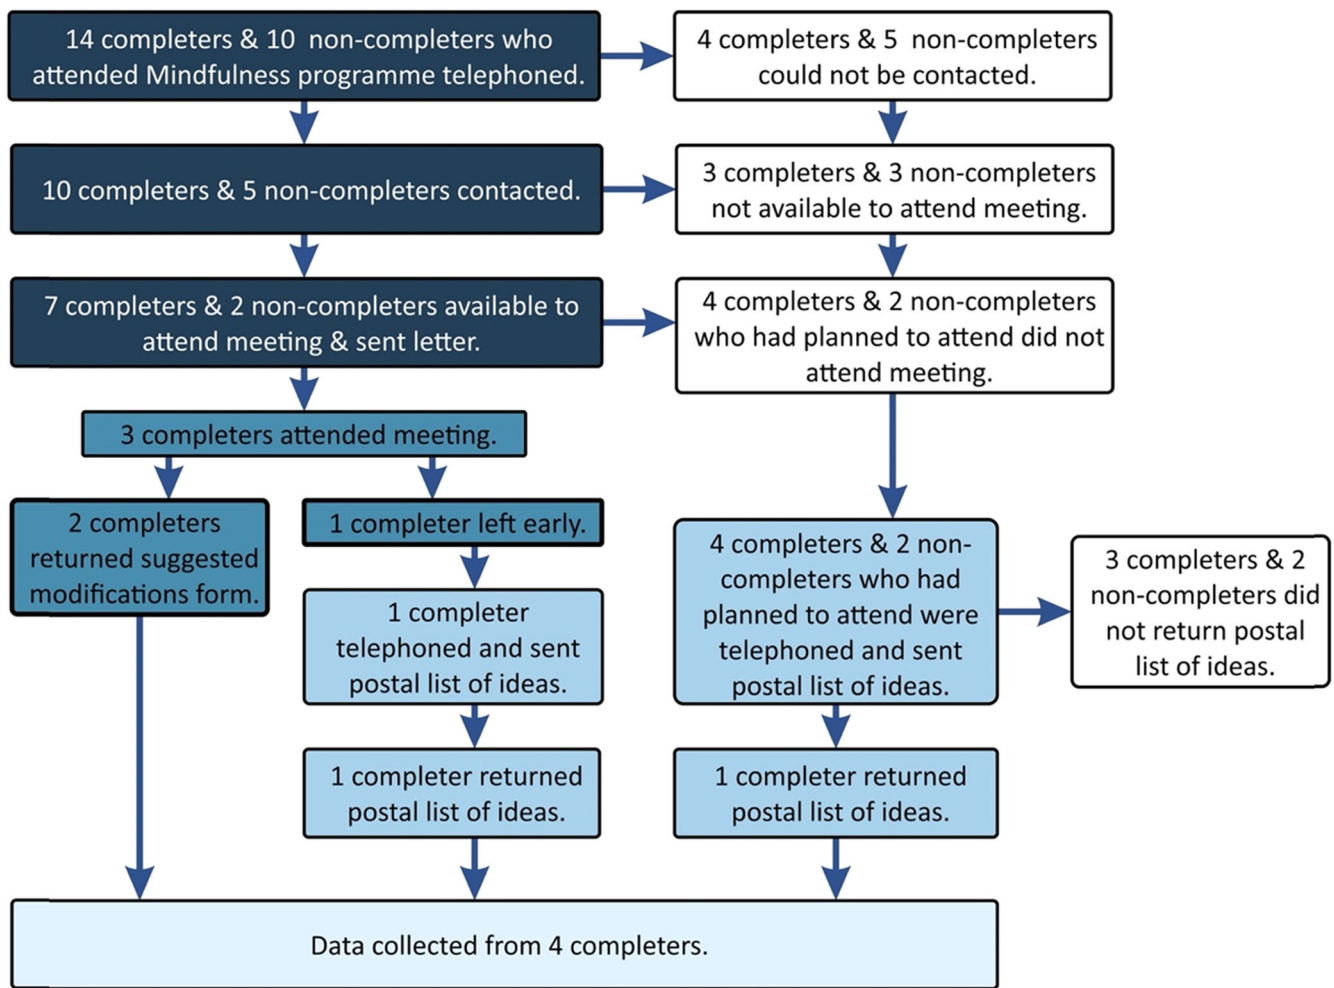 14 completers & 10 non-completers who
attended Mindfulness programme telephoned.
4 completers & 5 non-completers
could not be contacted.
10 completers & 5 non-completers contacted.
3 completers & 3 non-completers
not available to attend meeting.
7 completers & 2 non-completers available to
attend meeting & sent letter.
4 completers & 2 non-completers
who had planned to attend did not
attend meeting.
3 completers attended meeting.
2 completers
returned suggested
modifications form.
1 completer left early.
1 completer
telephoned and sent
postal list of ideas.
4 completers & 2 non-
completers who had
planned to attend were
telephoned and sent
postal list of ideas.
3 completers & 2
non-completers did
not return postal
list of ideas.
1 completer returned
postal list of ideas.
1 completer returned
postal list of ideas.
Data collected from 4 completers.